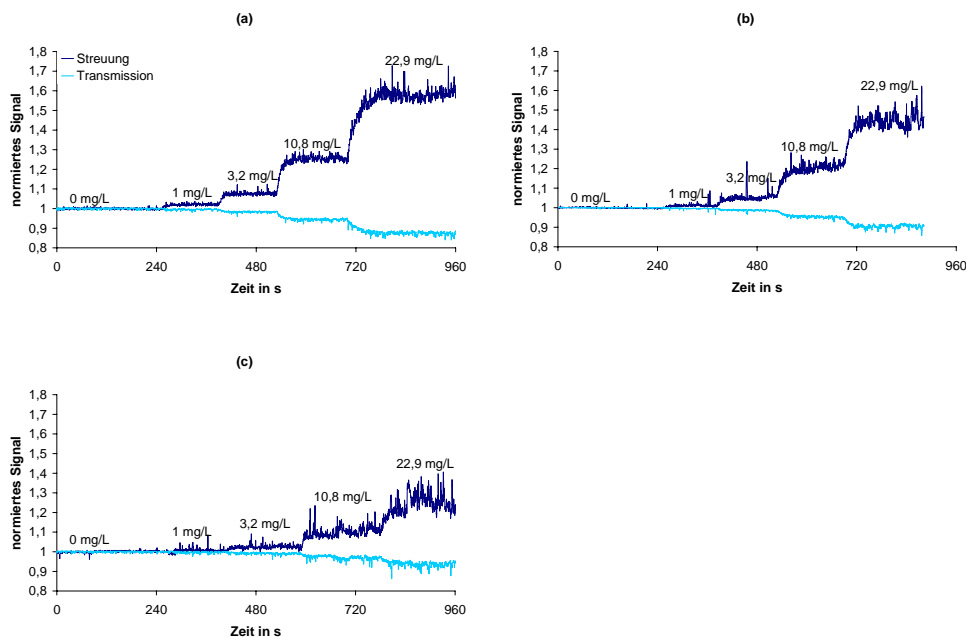 (a)
1,8
1,7
1,6
1,5
1,4
1,3
1,2
1,1
1
0,9
0,8
normiertes Signal
Streuung
Transmission
0 mg/L
1 mg/L
3,2 mg/L
10,8 mg/L
22,9 mg/L
0 240 480 720 960
Zeit in s
(b)
1,8
1,7
1,6
1,5
1,4
1,3
1,2
1,1
1
0,9
0,8
normiertes Signal
0 mg/L
1 mg/L
3,2 mg/L
10,8 mg/L
22,9 mg/L
0 240 480 720 960
Zeit in s
(c)
1,8
1,7
1,6
1,5
1,4
1,3
1,2
1,1
1
0,9
0,8
normiertes Signal
0 mg/L
1 mg/L
3,2 mg/L
10,8 mg/L
22,9 mg/L
0 240 480 720 960
Zeit in s